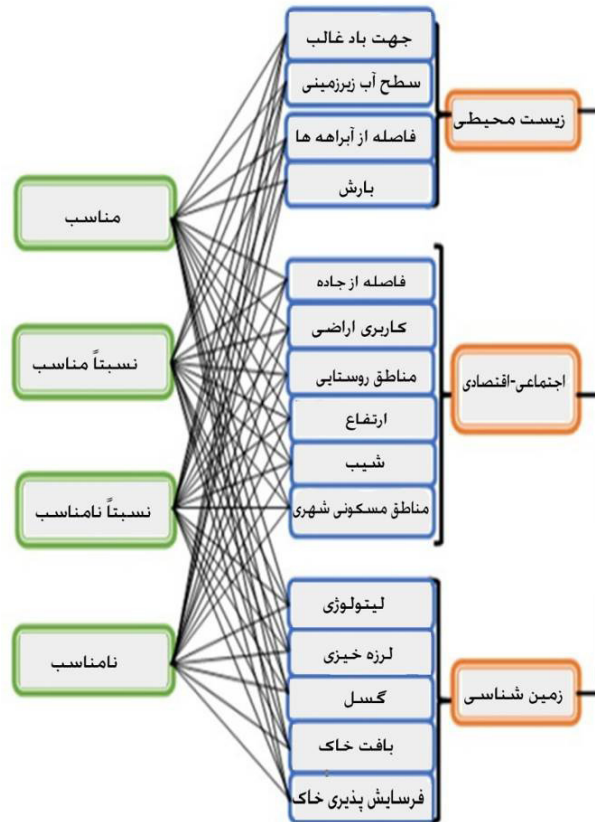 زیست محیطی
جهت باد غالب
سطح آب زیرزمینی
فاصله از آبراهه ها
بارش
اجتماعی-اقتصادی
فاصله از جاده
کاربری اراضی
مناطق روستایی
ارتفاع
شیب
مناطق مسکونی شهری
زمین شناسی
لیتولوژی
لرزه خیزی
گسل
بافت خاک
فرسایش پذیری خاک
مناسب
نسبتاً مناسب
نسبتاً نامناسب
نامناسب